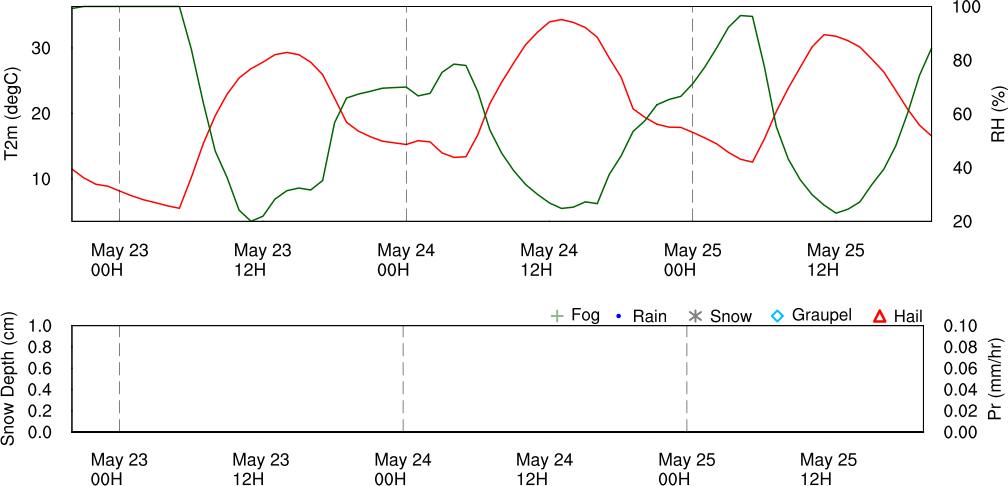 100
30
80
T2m (degC)
20
60
RH (%)
10
40
20
May 23
00H
May 23
12H
May 24
00H
May 24
12H
May 25
00H
May 25
12H
Fog
Rain
Snow
Graupel
Hail
1.0
0.8
0.6
0.4
0.2
0.0
Snow Depth (cm)
0.10
0.08
0.06
0.04
0.02
0.00
Pr (mm/hr)
May 23
00H
May 23
12H
May 24
00H
May 24
12H
May 25
00H
May 25
12H